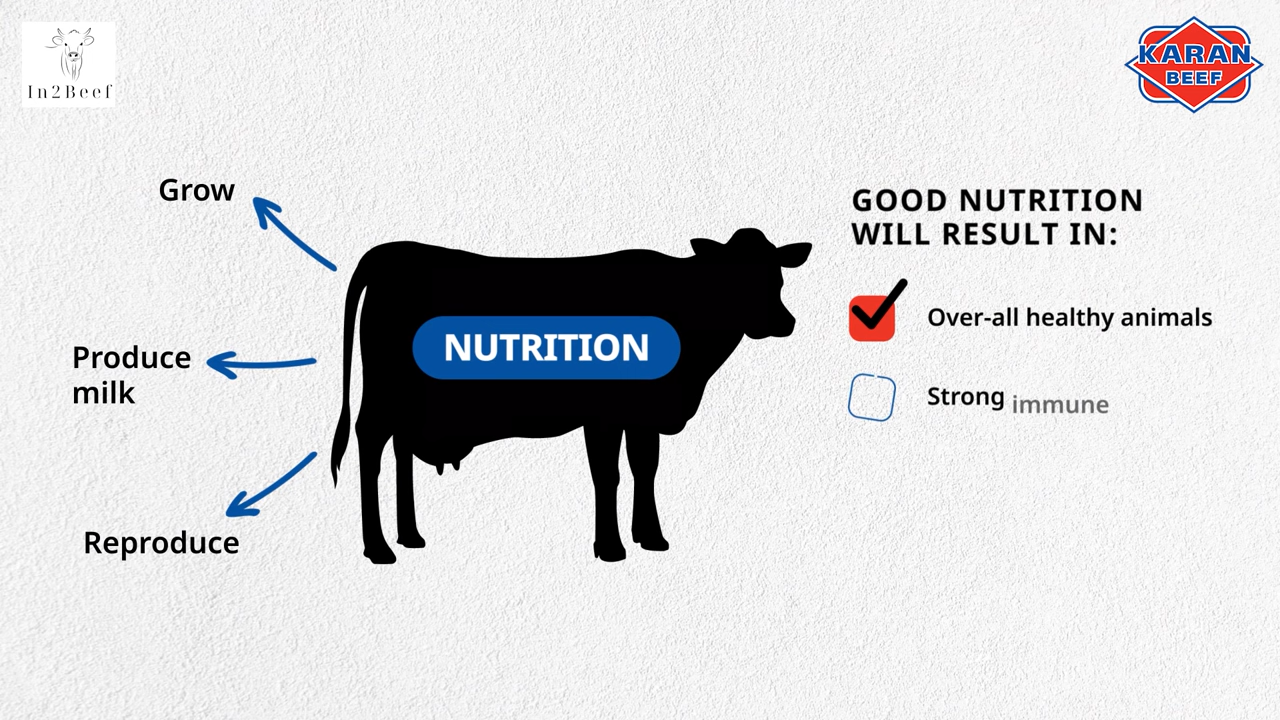 In2Beef
KARAN
BEEF
Grow
Produce
milk
Reproduce
NUTRITION
GOOD NUTRITION
WILL RESULT IN:
Over-all healthy animals
Strong immune